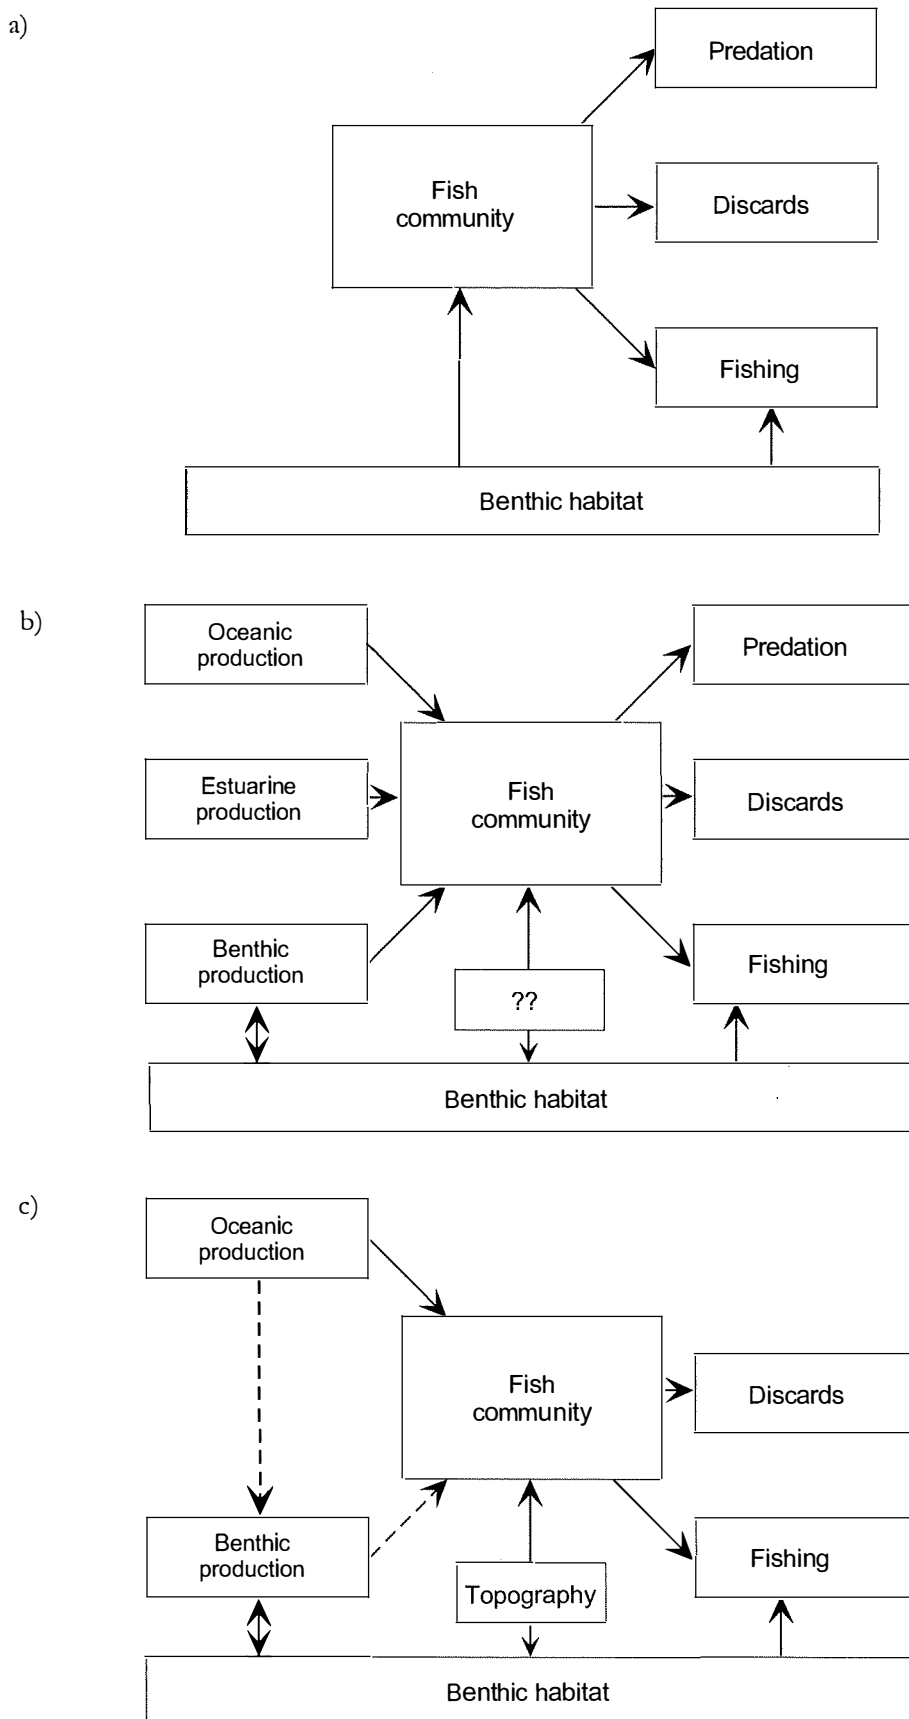 a)
Predation
Fish
community
Discards
Fishing
Benthic habitat
b)
Oceanic
production
Predation
Estuarine
production
Fish
community
Discards
Benthic
production
??
Fishing
Benthic habitat
c)
Oceanic
production
Fish
community
Discards
Benthic
production
Topography
Fishing
Benthic habitat